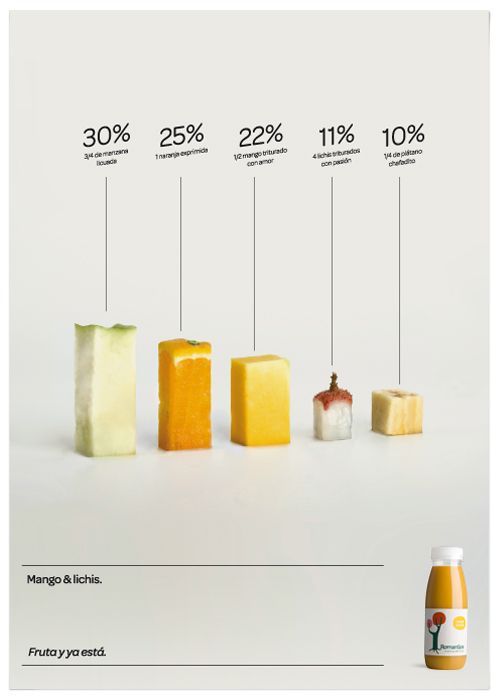 30%
3/4 de manzana
licuada
25%
1 naranja exprimida
22%
1/2 mango triturado
con amor
11%
4 lichis triturados
con pasión
10%
1/4 de plátano
chafadito
Mango & lichis.
Fruta y ya está.
Romantics